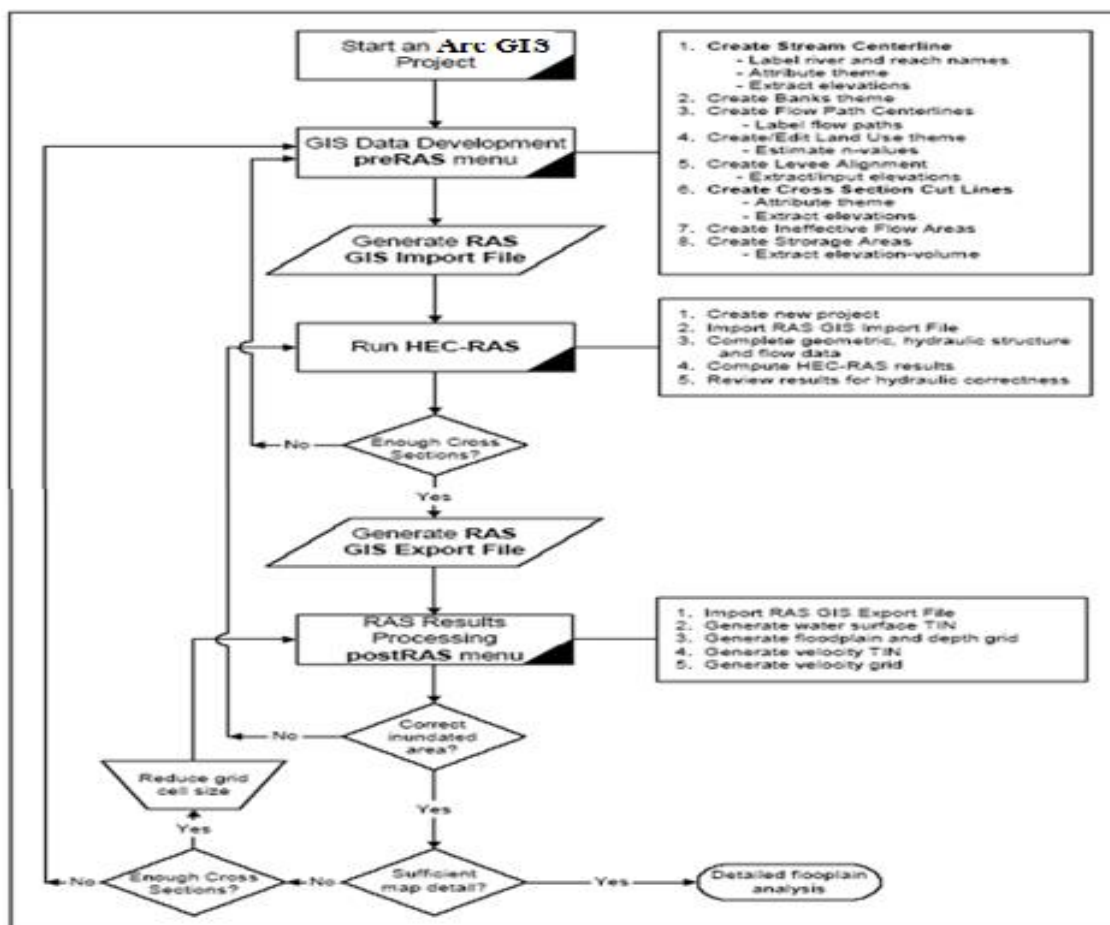 Start an Arc GIS
Project
1. Create Stream Centerline
- Label river and reach names
- Attribute theme
- Extract elevations
2. Create Banks theme
3. Create Flow Path Centerlines
- Label flow paths
4. Create/Edit Land Use theme
- Estimate n-values
5. Create Levee Alignment
- Extract/input elevations
6. Create Cross Section Cut Lines
- Attribute theme
- Extract elevations
7. Create Ineffective Flow Areas
8. Create Strorage Areas
- Extract elevation-volume
GIS Data Development
preRAS menu
Generate RAS
GIS Import File
Run HEC-RAS
1. Create new project
2. Import RAS GIS Import File
3. Complete geometric, hydraulic structure
and flow data
4. Compute HEC-RAS results
5. Review results for hydraulic correctness
No
Enough Cross
Sections?
Yes
Generate RAS
GIS Export File
RAS Results
Processing
postRAS menu
1. Import RAS GIS Export File
2. Generate water surface TIN
3. Generate floodplain and depth grid
4. Generate velocity TIN
5. Generate velocity grid
No
Correct
inundated
area?
Reduce grid
cell size
Yes
Yes
No
Enough Cross
Sections?
No
Sufficient
map detail?
Yes
Detailed flooplain
analysis